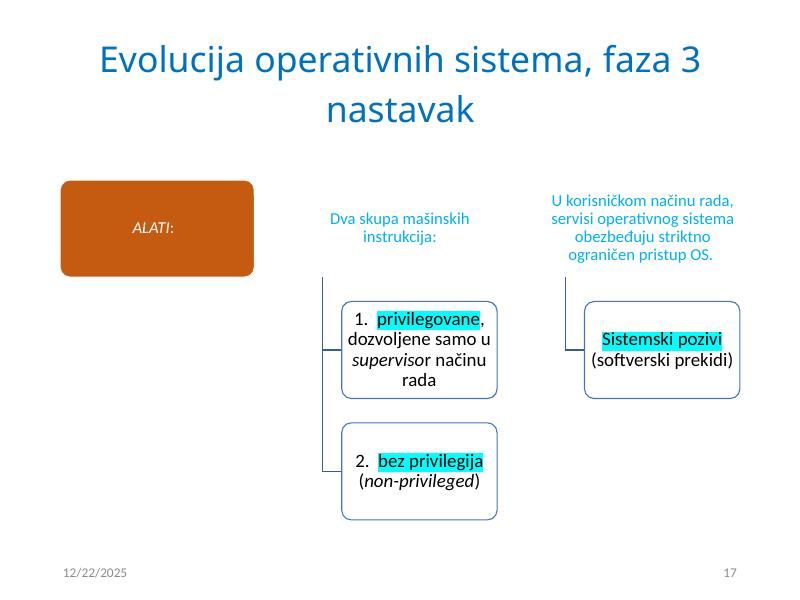 Evolucija operativnih sistema, faza 3
nastavak
ALATI:
Dva skupa mašinskih
instrukcija:
1. privilegovane,
dozvoljene samo u
supervisor načinu
rada
2. bez privilegija
(non-privileged)
U korisničkom načinu rada,
servisi operativnog sistema
obezbeđuju striktno
ograničen pristup OS.
Sistemski pozivi
(softverski prekidi)
12/22/2025
17